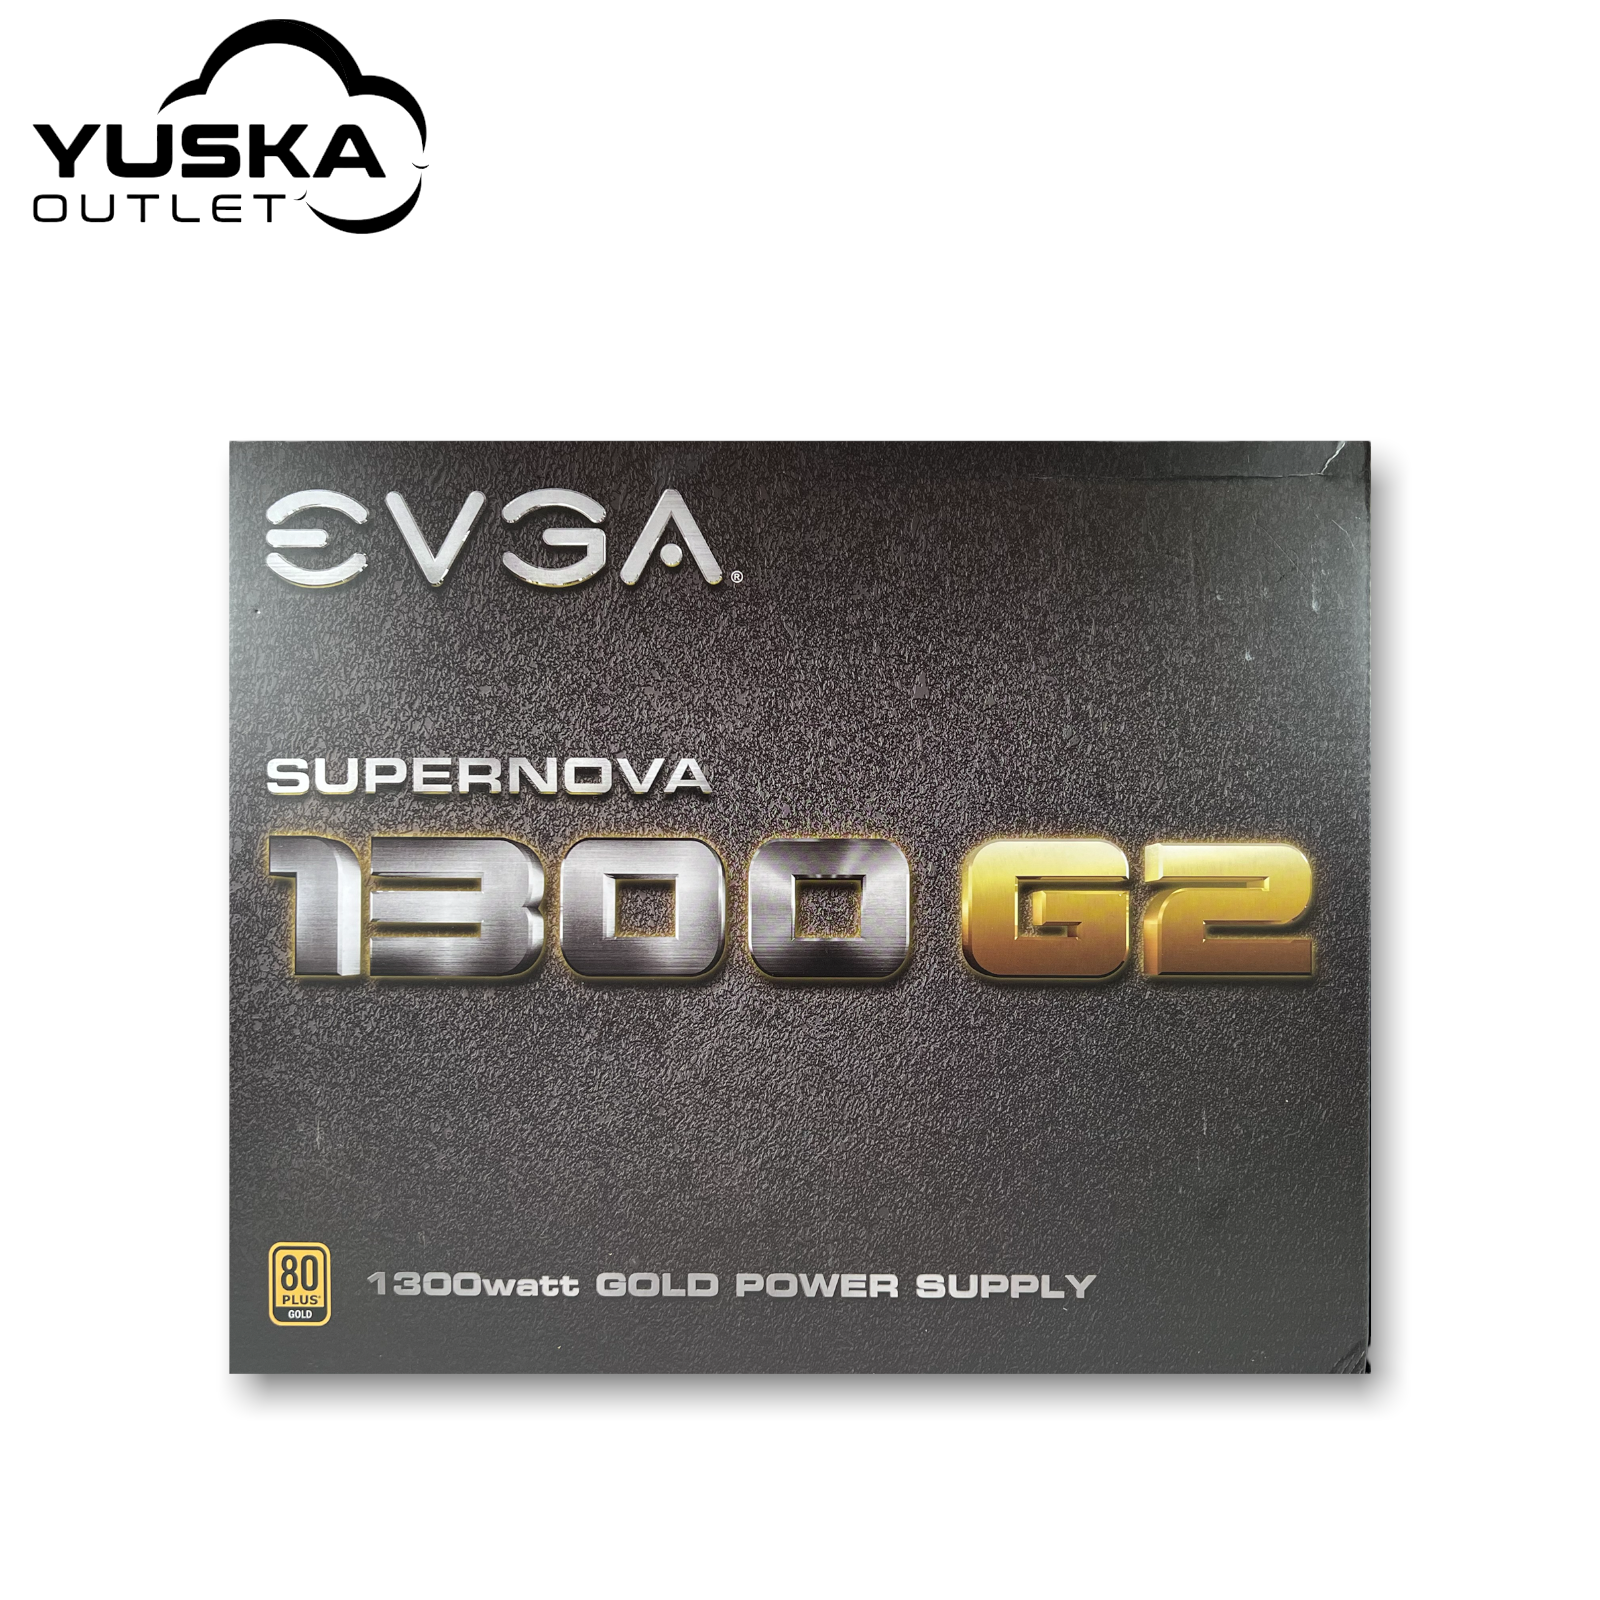 YUSKA
OUTLET
EVGA®
SUPERNOVA
1300 G2
80
PLUS®
GOLD
1300watt GOLD POWER SUPPLY